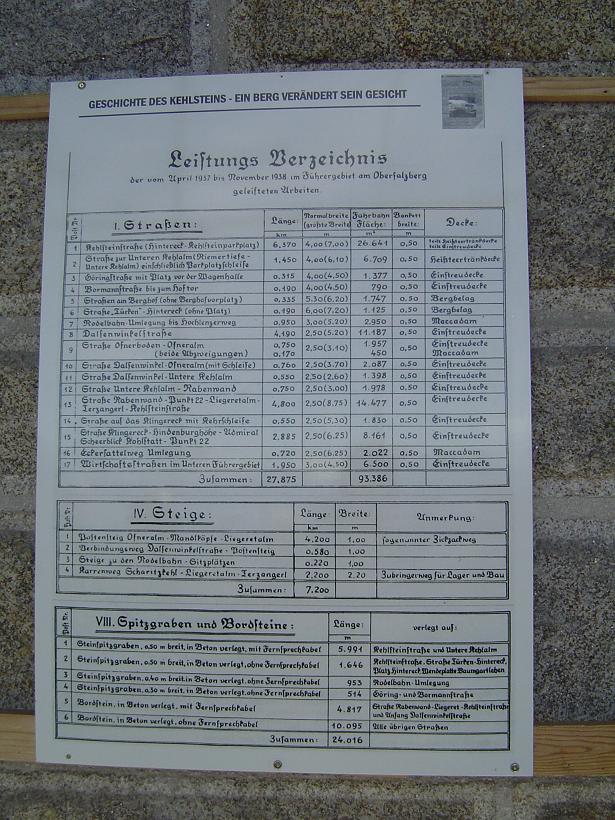 GESCHICHTE DES KEHLSTEINS - EIN BERG VERÄNDERT SEIN GESICHT
Leistungs Verzeichnis
der vom April 1937 bis November 1938 im Führergebiet am Obersalzberg
geleisteten Arbeiten.
I. Straßen: Länge: km Normalbreite (größte Breite) m Fahrbahn Fläche: m² Bankett breite: m Decke:
1 Kehlsteinstraße (Hintereck-Kehlsteinparkplatz) 6,370 4,00(7,00) 26.641 0,50 teils Heißteertränkdecke teils Einstreudecke
2 Straße zur Unteren Kehlalm (Riemertiefe-Untere Kehlalm) einschließlich Parkplatzschleife 1,450 4,00(6,10) 6.709 0,50 Heißteertränkdecke
3 Göringstraße mit Platz vor der Wagenhalle 0.315 4,00(4,50) 1.377 0,50 Einstreudecke
4 Bormannstraße bis zum Hoftor 0,190 4,00(4,50) 790 0,50 Einstreudecke
5 Straßen am Berghof (ohne Berghofvorplatz) 0,335 5.30(6,20) 1.747 0,50 Bergbelag
6 Straße „Türken"-Hintereck (ohne Platz) 0,190 6,00(7,20) 1.125 0,50 Bergbelag
7 Rodelbahn-Umlegung bis Hochlenzerweg 0,950 3,00(5,20) 2.950 0,50 Maccadam
8 Dalsenwinkelstraße 4,190 2,50(5,20) 11.187 0,50 Einstreudecke
9 Straße Ofnerboden-Ofneralm 0,750 2,50(3,10) 1.957 0,50 Einstreudecke
(beide Abzweigungen) 0.170 450 Maccadam
10 Straße Dalsenwinkel-Ofneralm (mit Schleife) 0,760 2,50(3,70) 2.087 0,50 Einstreudecke
11 Straße Dalsenwinkel-Untere Kehlalm 0,550 2,50(2,60) 1.398 0,50 Einstreudecke
12 Straße Untere Kehlalm-Rabenwand 0,750 2,50(3,00) 1.978 0,50 Einstreudecke
13 Straße Rabenwand-Punkt 22-Liegeretalm-Terzangerl-Kehlsteinstraße 4,800 2,50(8,75) 14.477 0,50 Einstreudecke
14 Straße auf das Klingereck mit Kehrschleife 0,550 2,50(5,30) 1.830 0,50 Einstreudecke
15 Straße Klingereck-Hindenburghöhe-Admiral Scheerblick Kohlstatt-Punkt 22 2,885 2,50(6,25) 8.161 0,50 Einstreudecke
16 Eckersattelweg Umlegung 0,720 2,50(6,25) 2.022 0,50 Maccadam
17 Wirtschaftsstraßen im Unteren Führergebiet 1,950 3,00(4,50) 6.500 0,50 Einstreudecke
Zusammen: 27,875 93.386
IV. Steige: Länge: km Breite: m Anmerkung:
1 Postensteig Ofneralm-Mandlköpfe-Liegeretalm 4.200 1,00 sogenannter Zickzackweg
2 Verbindungsweg Dalsenwinkelstraße-Postensteig 0.580 1,00
3 Steige zu den Rodelbahn-Sitzplätzen 0.220 1,00
4 Karrenweg Scharitzkehl-Liegeretalm-Terzangerl 2,200 2,20 Zubringerweg für Lager und Bau
Zusammen: 7.200
VIII. Spitzgraben und Bordsteine: Länge: m verlegt auf:
1 Steinspitzgraben, 0,50 m breit, in Beton verlegt, mit Fernsprechkabel 5.991 Kehlsteinstraße und Untere Kehlalm
2 Steinspitzgraben, 0,50 m breit, in Beton verlegt, ohne Fernsprechkabel 1,646 Kehlsteinstraße. Straße Türken-Hintereck, Platz Hintereck Wendeplatte Baumgartlehen
3 Steinspitzgraben, 0,40 m breit, in Beton verlegt, ohne Fernsprechkabel 953 Rodelbahn-Umlegung
4 Steinspitzgraben, 0,30 m breit, in Beton verlegt, ohne Fernsprechkabel 514 Göring-und Bormannstraße
5 Bordstein, in Beton verlegt, mit Fernsprechkabel 4.817 Straße Rabenwand-Liegeret-Kehlsteinstraße und Anfang Dalsenwinkelstraße
6 Bordstein, in Beton verlegt, ohne Fernsprechkabel 10.095 Alle übrigen Straßen
Zusammen: 24.016